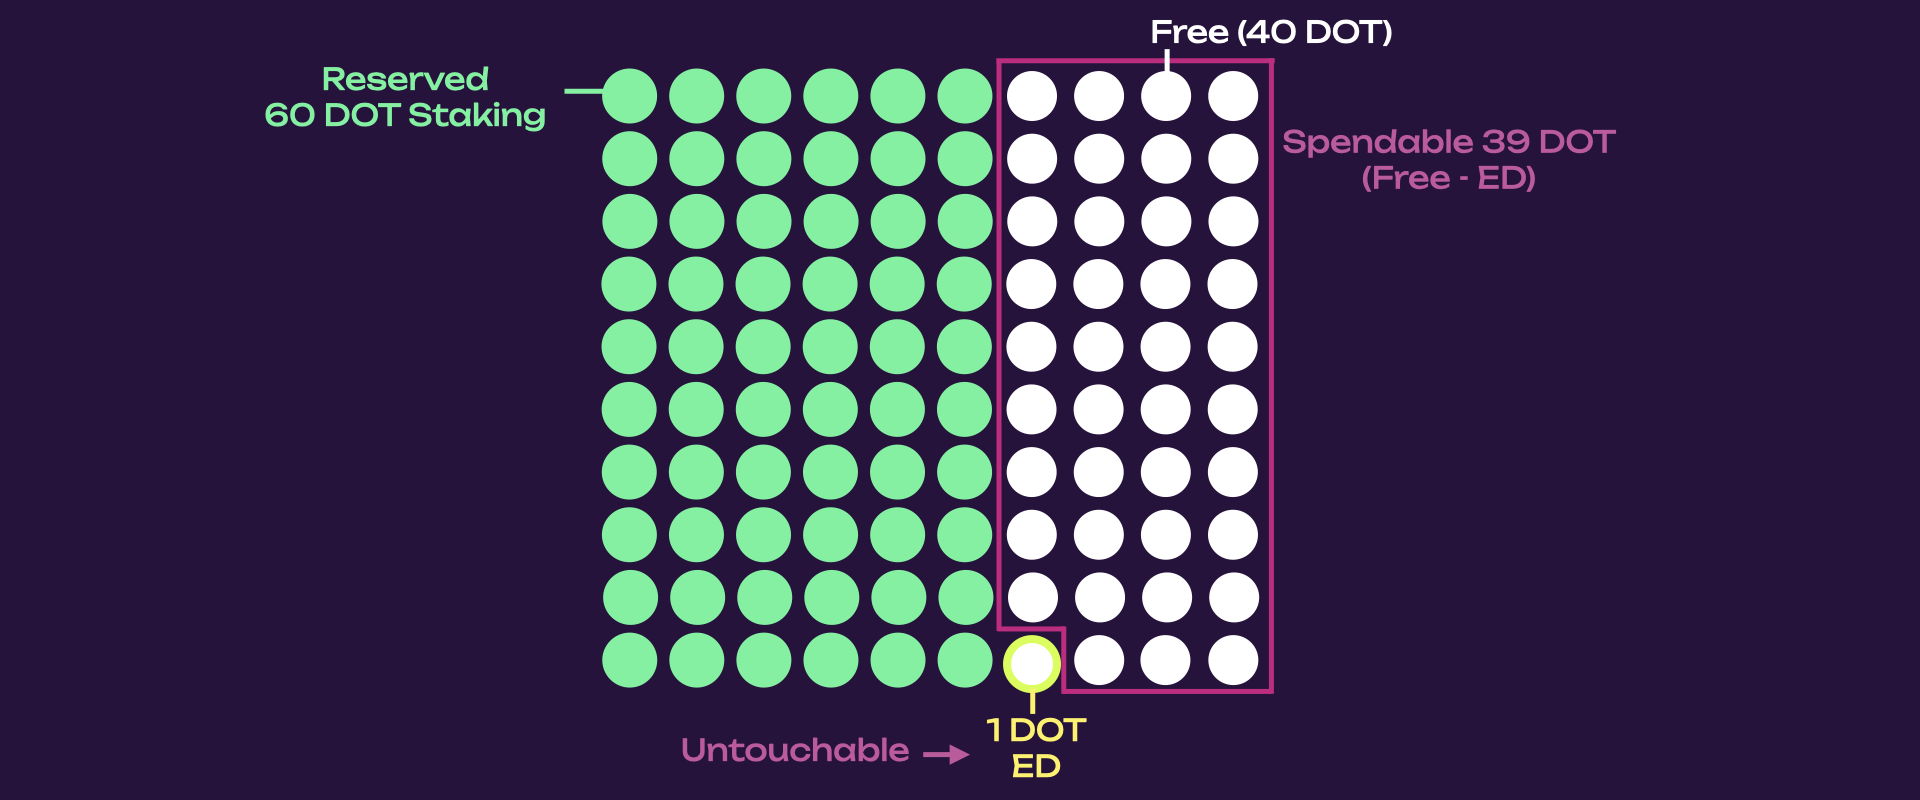 Free (40 DOT)
Reserved
60 DOT Staking
Spendable 39 DOT
(Free - ED)
Untouchable
1 DOT
ED